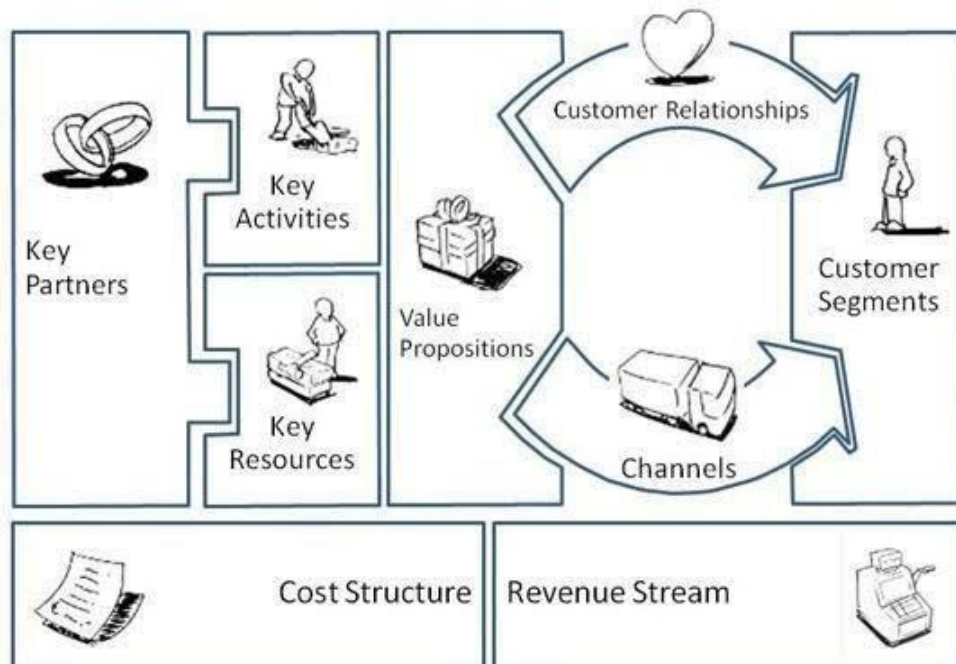 Key
Partners
Key
Activities
Key
Resources
Value
Propositions
Customer Relationships
Channels
Customer
Segments
Cost Structure
Revenue Stream